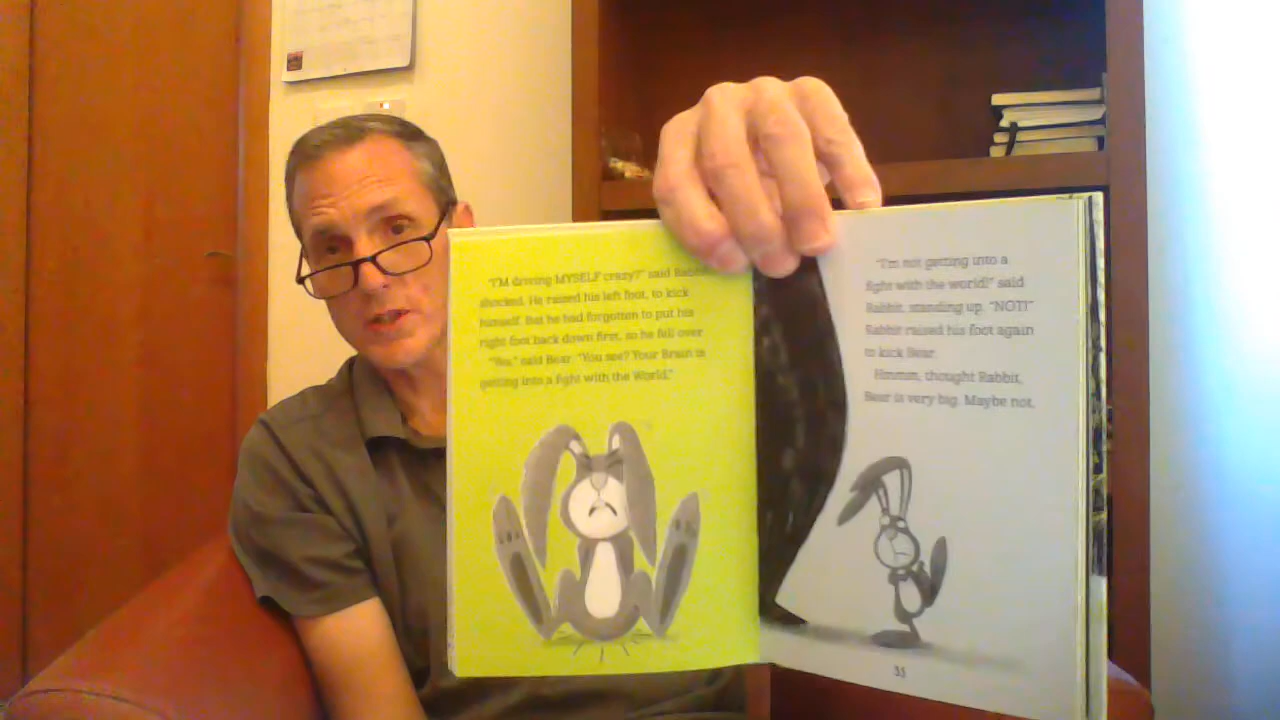 "I'M driving MYSELF crazy?" said Rabbit,
shocked. He raised his left foot, to kick
himself. But he had forgotten to put his
right foot back down first, so he fell over.
"Yes," said Bear. "You see? Your Brain is
getting into a fight with the World."
"I'm not getting into a
fight with the world!" said
Rabbit, standing up. "NOT!"
Rabbit raised his foot again
to kick Bear.
Hmmm, thought Rabbit.
Bear is very big. Maybe not.